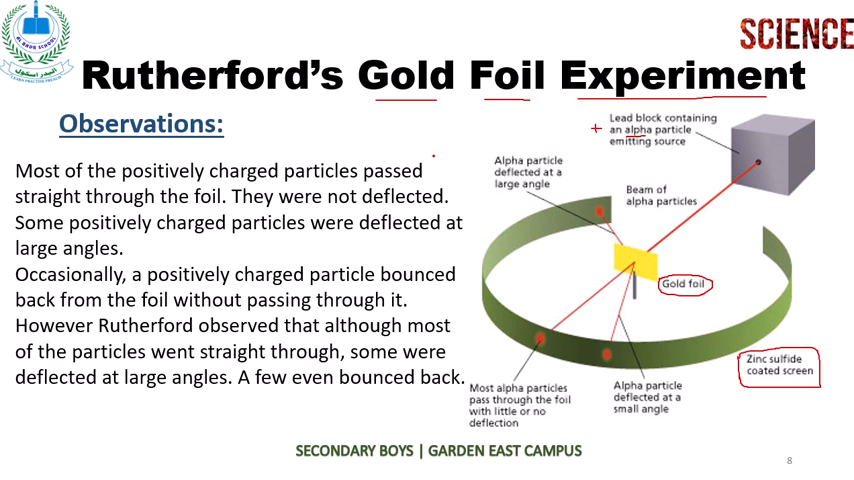 SCIENCE
Rutherford's Gold Foil Experiment
Observations:
Most of the positively charged particles passed
straight through the foil. They were not deflected.
Some positively charged particles were deflected at
large angles.
Occasionally, a positively charged particle bounced
back from the foil without passing through it.
However Rutherford observed that although most
of the particles went straight through, some were
deflected at large angles. A few even bounced back.
+
Lead block containing
an alpha particle
emitting source
Alpha particle
deflected at a
large angle
Beam of
alpha particles
Gold foil
Zinc sulfide
coated screen
Most alpha particles
pass through the foil
with little or no
deflection
Alpha particle
deflected at a
small angle
SECONDARY BOYS | GARDEN EAST CAMPUS
8